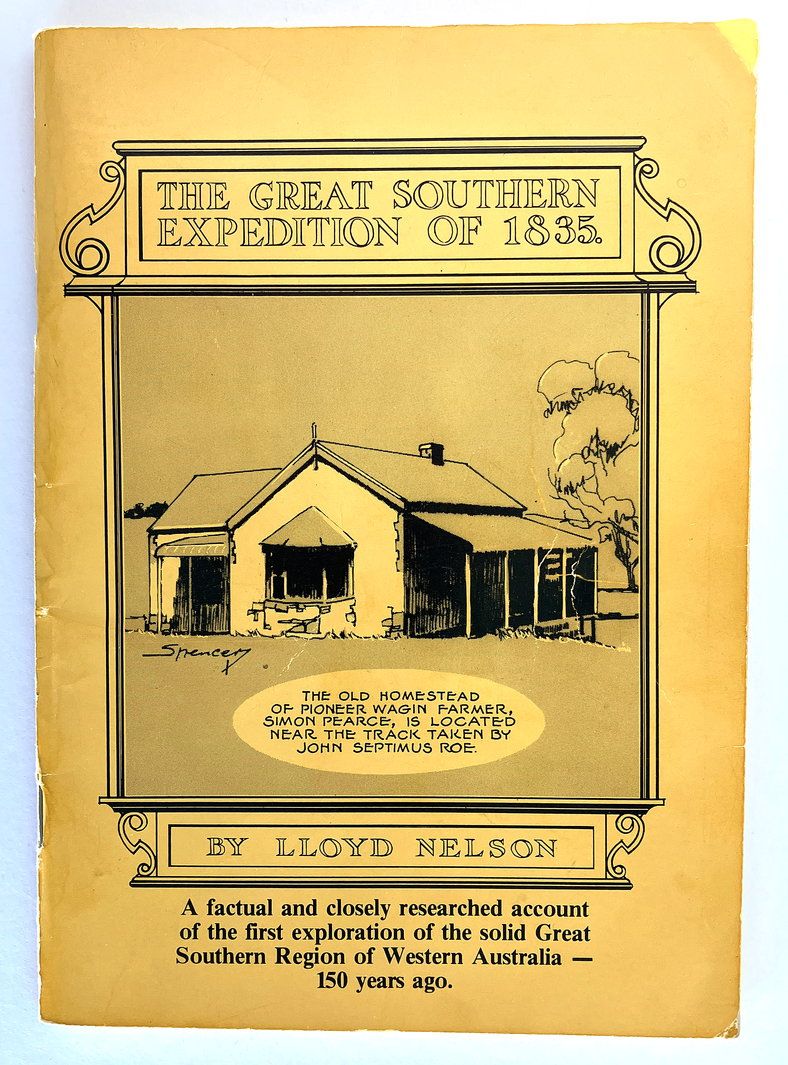 THE GREAT SOUTHERN
EXPEDITION OF 1835.
Spencer
THE OLD HOMESTEAD
OF PIONEER WAGIN FARMER,
SIMON PEARCE, IS LOCATED
NEAR THE TRACK TAKEN BY
JOHN SEPTIMUS ROE.
BY LLOYD NELSON
A factual and closely researched account
of the first exploration of the solid Great
Southern Region of Western Australia —
150 years ago.